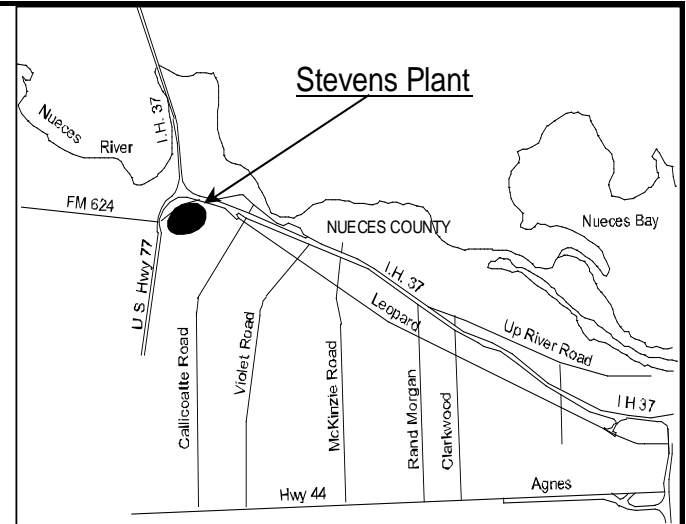 Stevens Plant
I.H. 37
Nueces
River
FM 624
NUECES COUNTY
Nueces Bay
U S Hwy 77
I.H. 37
Leopard
Up River Road
Callicoatte Road
Violet Road
McKinzie Road
Rand Morgan
Clarkwood
I H 37
Agnes
Hwy 44